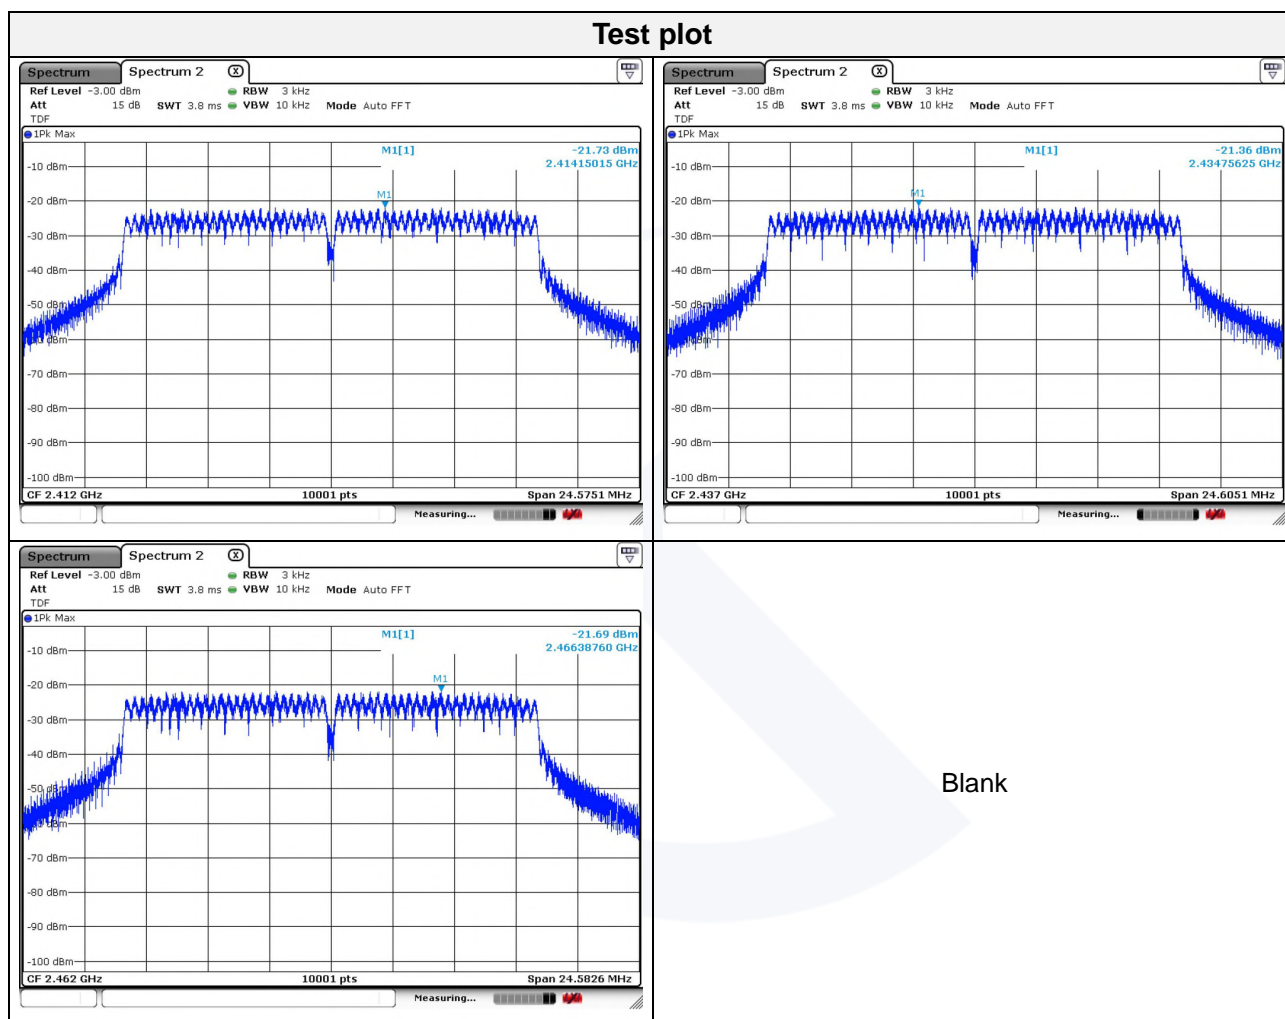 Test plot
Spectrum Spectrum 2 X
Ref Level -3.00 dBm RBW 3 kHz
Att 15 dB SWT 3.8 ms VBW 10 kHz Mode Auto FFT
TDF
1Pk Max
M1[1] -21.73 dBm
2.41415015 GHz
-10 dBm
M1
-20 dBm
-30 dBm
-40 dBm
-50 dBm
-70 dBm
-80 dBm
-90 dBm
-100 dBm
CF 2.412 GHz 10001 pts Span 24.5751 MHz
Measuring...
Spectrum Spectrum 2 X
Ref Level -3.00 dBm RBW 3 kHz
Att 15 dB SWT 3.8 ms VBW 10 kHz Mode Auto FFT
TDF
1Pk Max
M1[1] -21.36 dBm
2.43475625 GHz
-10 dBm
M1
-20 dBm
-30 dBm
-40 dBm
-50 dBm
-70 dBm
-80 dBm
-90 dBm
-100 dBm
CF 2.437 GHz 10001 pts Span 24.6051 MHz
Measuring...
Spectrum Spectrum 2 X
Ref Level -3.00 dBm RBW 3 kHz
Att 15 dB SWT 3.8 ms VBW 10 kHz Mode Auto FFT
TDF
1Pk Max
M1[1] -21.69 dBm
2.46638760 GHz
-10 dBm
M1
-20 dBm
-30 dBm
-40 dBm
-50 dBm
-70 dBm
-80 dBm
-90 dBm
-100 dBm
CF 2.462 GHz 10001 pts Span 24.5826 MHz
Measuring...
Blank